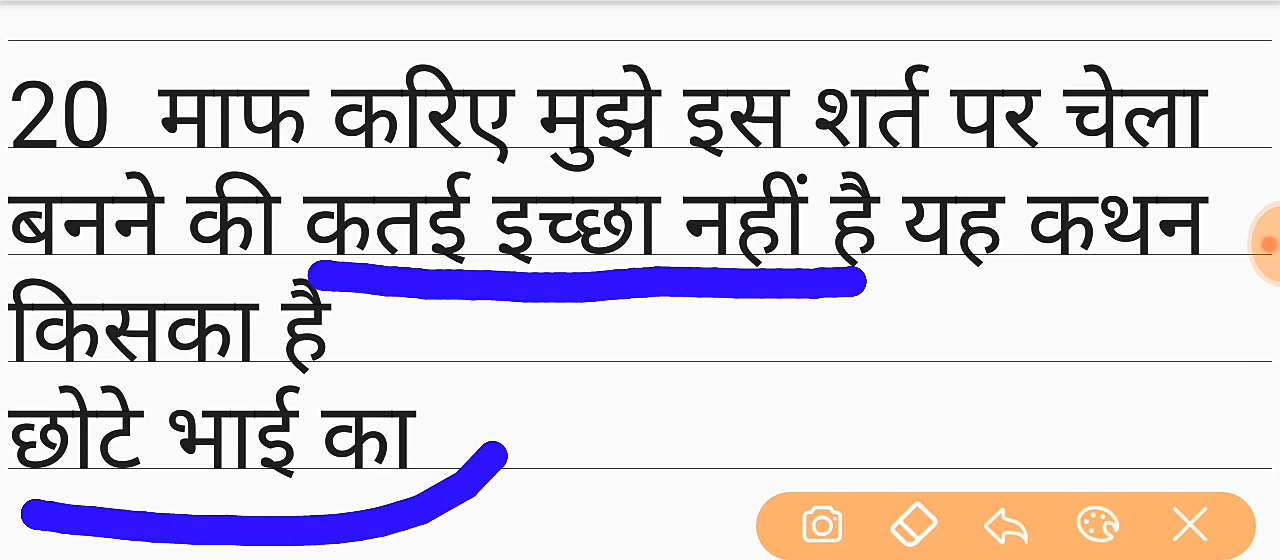 20 माफ करिए मुझे इस शर्त पर चेला
बनने की कतई इच्छा नहीं है यह कथन
किसका है
छोटे भाई का